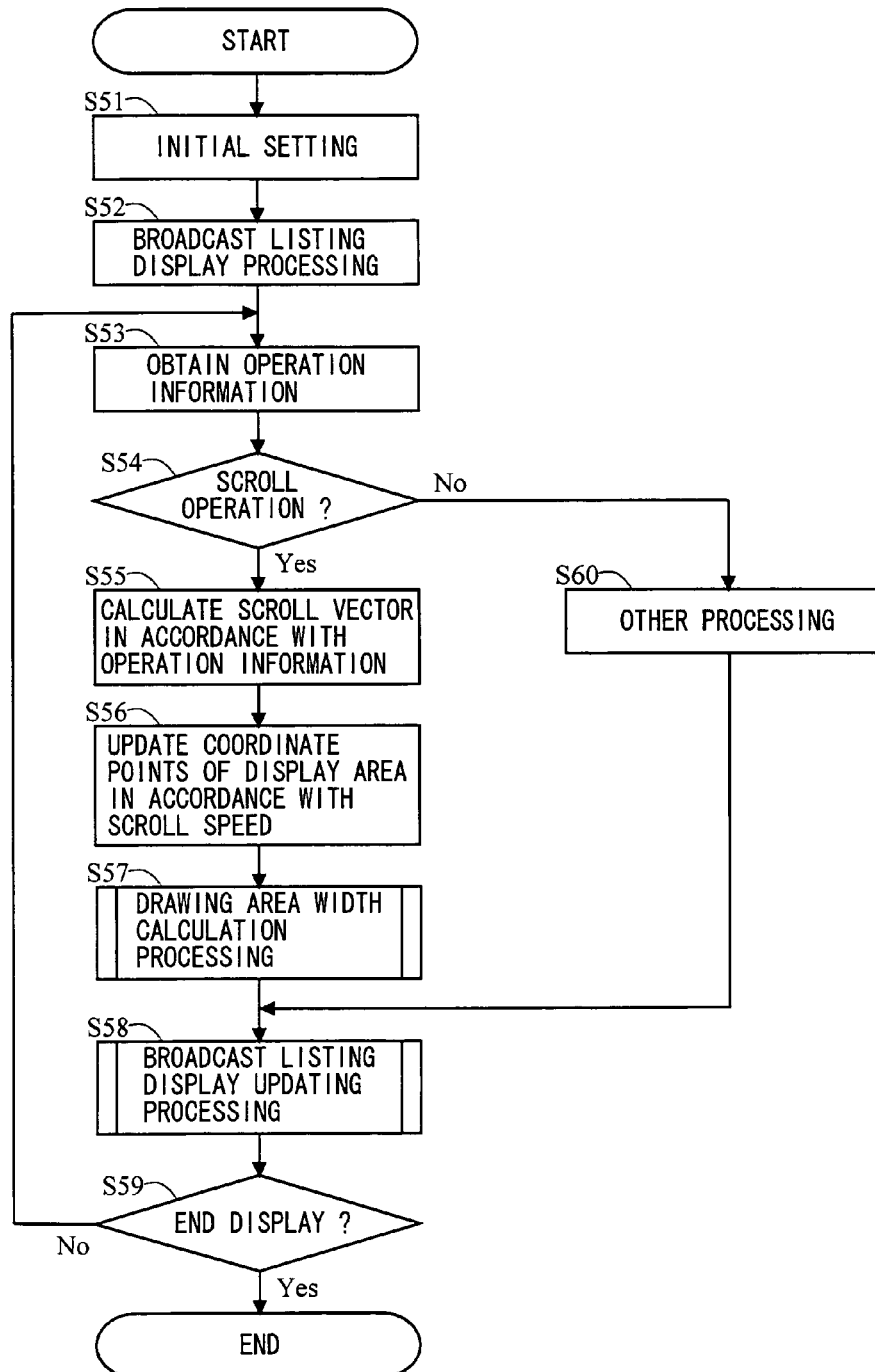 START
S51
INITIAL SETTING
S52
BROADCAST LISTING
DISPLAY PROCESSING
S53
OBTAIN OPERATION
INFORMATION
S54
SCROLL
OPERATION ?
No
Yes
S55
CALCULATE SCROLL VECTOR
IN ACCORDANCE WITH
OPERATION INFORMATION
S60
OTHER PROCESSING
S56
UPDATE COORDINATE
POINTS OF DISPLAY AREA
IN ACCORDANCE WITH
SCROLL SPEED
S57
DRAWING AREA WIDTH
CALCULATION
PROCESSING
S58
BROADCAST LISTING
DISPLAY UPDATING
PROCESSING
S59
END DISPLAY ?
No
Yes
END